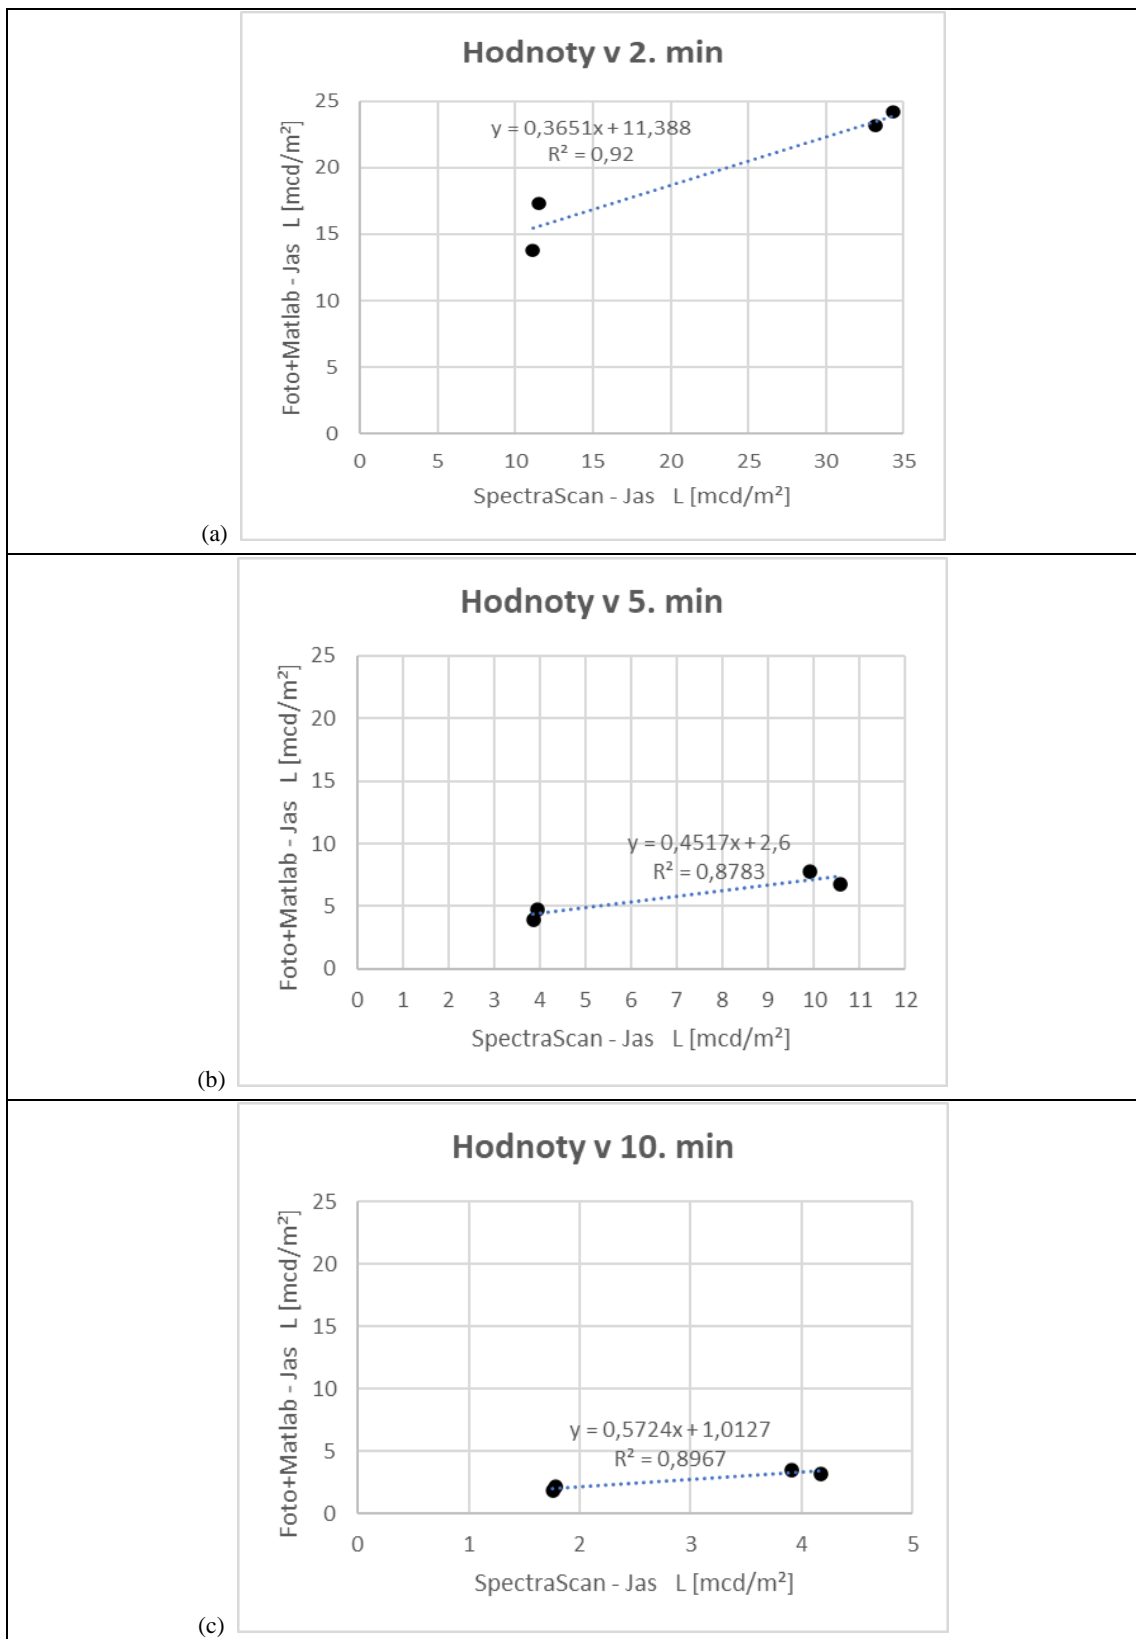 Hodnoty v 2. min
Foto+Matlab - Jas L [mcd/m²]
25
20
15
10
5
0
y = 0,3651x + 11,388
R² = 0,92
0 5 10 15 20 25 30 35
SpectraScan - Jas L [mcd/m²]
(a)
Hodnoty v 5. min
Foto+Matlab - Jas L [mcd/m²]
25
20
15
10
5
0
y = 0,4517x + 2,6
R² = 0,8783
0 1 2 3 4 5 6 7 8 9 10 11 12
SpectraScan - Jas L [mcd/m²]
(b)
Hodnoty v 10. min
Foto+Matlab - Jas L [mcd/m²]
25
20
15
10
5
0
y = 0,5724x + 1,0127
R² = 0,8967
0 1 2 3 4 5
SpectraScan - Jas L [mcd/m²]
(c)